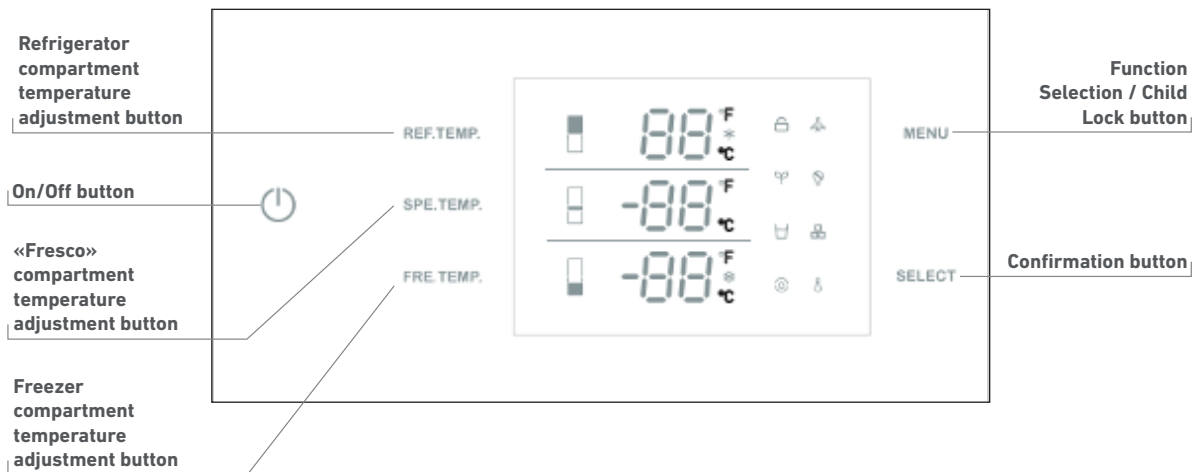 Refrigerator
compartment
temperature
adjustment button
On/Off button
«Fresco»
compartment
temperature
adjustment button
Freezer
compartment
temperature
adjustment button
REF.TEMP.
SPE.TEMP.
FRE.TEMP.
88 °F
°C
-88 °F
°C
-88 °F
°C
MENU
SELECT
Function
Selection / Child
Lock button
Confirmation button